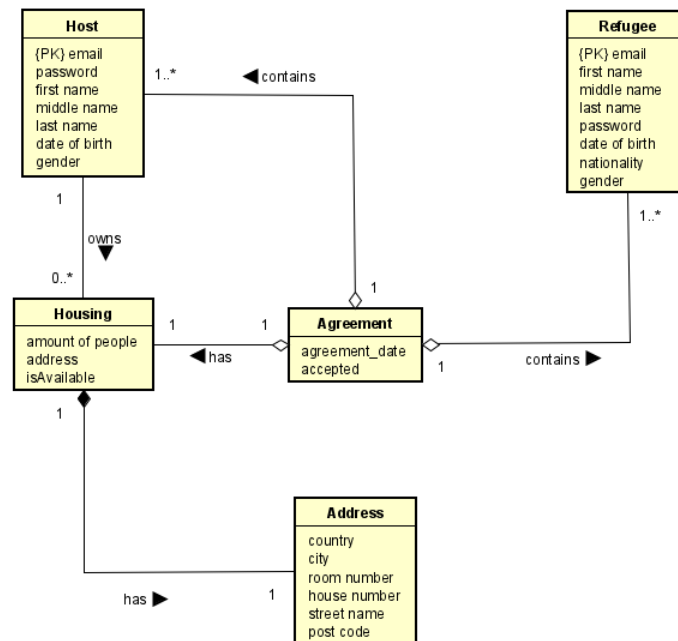 Host
{PK} email
password
first name
middle name
last name
date of birth
gender
Refugee
{PK} email
first name
middle name
last name
password
date of birth
nationality
gender
1..*
contains
1
owns
0..*
1..*
Housing
amount of people
address
isAvailable
1
has
1
1
Agreement
agreement_date
accepted
1
contains
1
Address
country
city
room number
house number
street name
post code
has
1